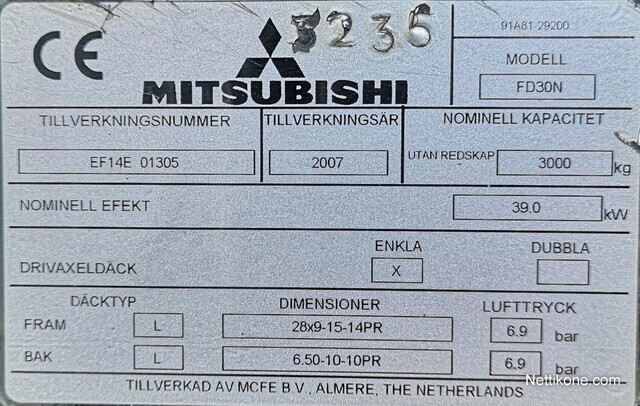 CE
3236
91A81-29200
MITSUBISHI
MODELL
FD30N
TILLVERKNINGSNUMMER
EF14E 01305
TILLVERKNINGSÅR
2007
NOMINELL KAPACITET
UTAN REDSKAP 3000 kg
NOMINELL EFEKT 39.0 kW
DRIVAXELDÄCK
ENKLA
X
DUBBLA
DÄCKTYP DIMENSIONER LUFTTRYCK
FRAM L 28x9-15-14PR 6.9 bar
BAK L 6.50-10-10PR 6.9 bar
TILLVERKAD AV MCFE B.V., ALMERE, THE NETHERLANDS
Nettikone.com